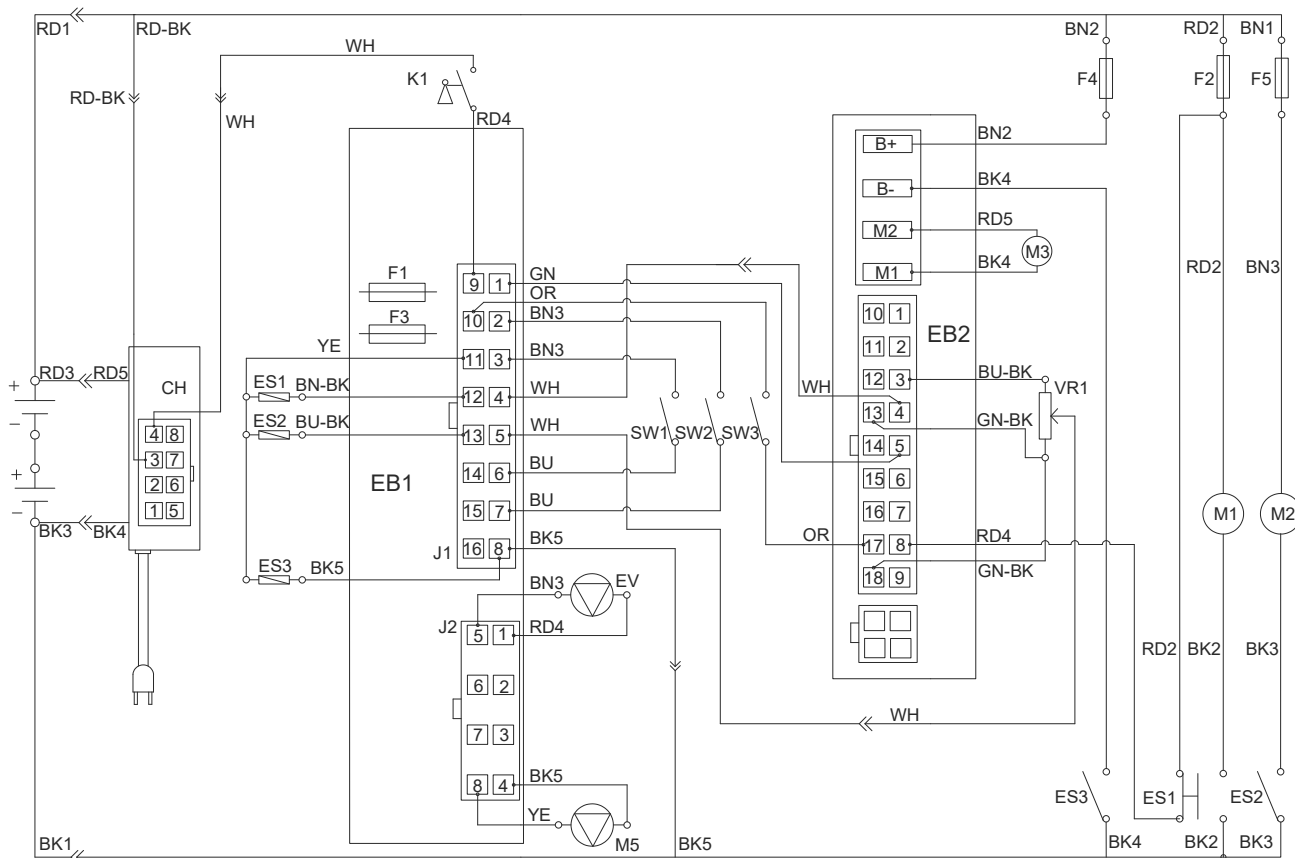 RD1
RD-BK
WH
K1
RD-BK
WH
RD4
BN2
RD2
BN1
F4
F2
F5
BN2
B+
BK4
B-
RD5
M2
M3
BK4
M1
RD2
BN3
F1
F3
9 1
GN
OR
10 2
BN3
11 3
BN3
YE
12 4
WH
ES1
BN-BK
13 5
WH
ES2
BU-BK
14 6
BU
EB1
15 7
BU
16 8
BK5
J1
ES3
BK5
SW1
SW2
SW3
10 1
EB2
11 2
12 3
BU-BK
VR1
WH
13 4
GN-BK
14 5
15 6
16 7
OR
17 8
RD4
18 9
GN-BK
RD3
RD5
CH
+
-
4 8
3 7
2 6
1 5
+
-
BK3
BK4
M1
M2
BN3
EV
J2
5 1
RD4
6 2
7 3
8 4
BK5
YE
M5
WH
RD2
BK2
BK3
ES3
ES1
ES2
BK1
BK5
BK4
BK2
BK3